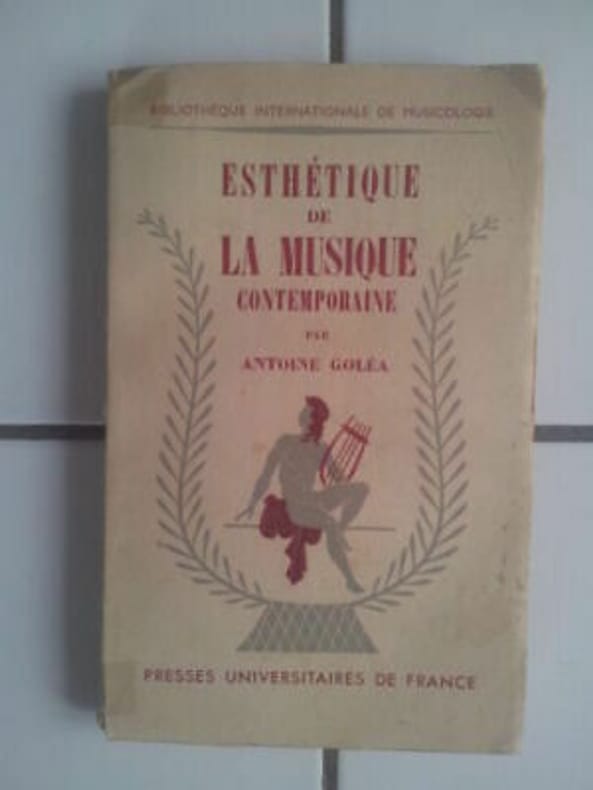 BIBLIOTHÈQUE INTERNATIONALE DE MUSICOLOGIE
ESTHÉTIQUE
DE
LA MUSIQUE
CONTEMPORAINE
PAR
ANTOINE GOLÉA
PRESSES UNIVERSITAIRES DE FRANCE